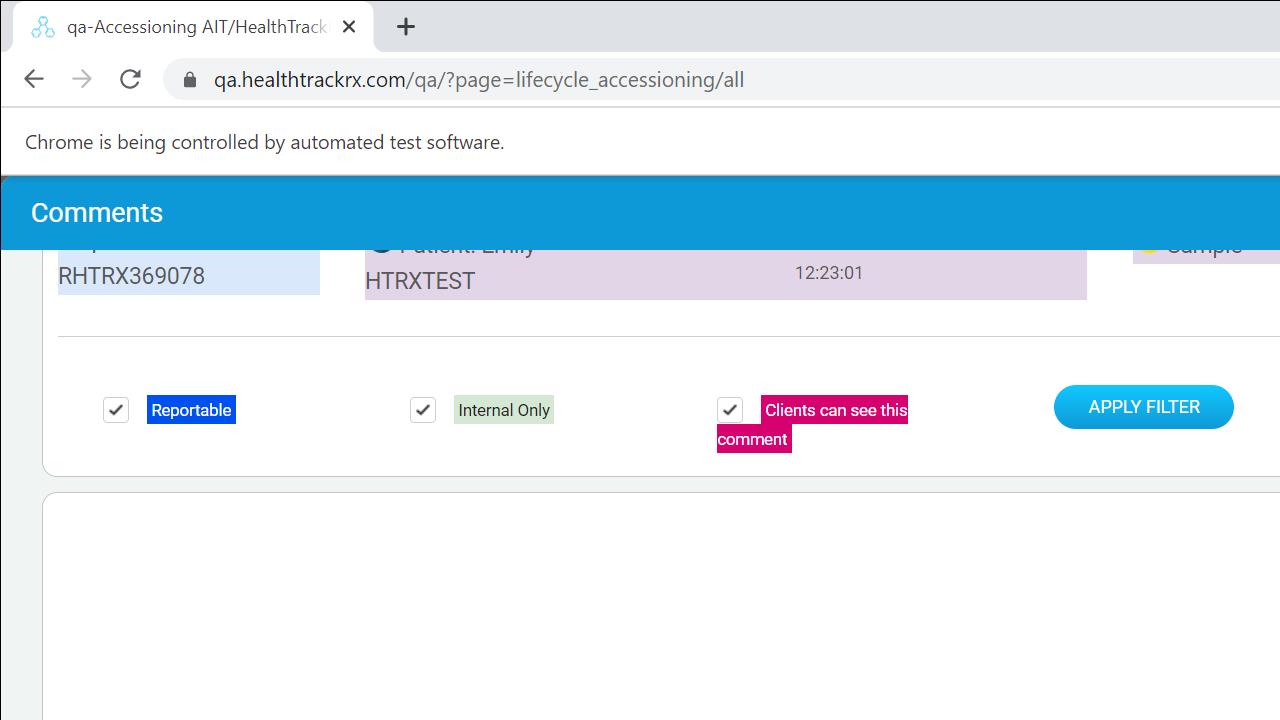 qa-Accessioning AIT/HealthTrack
qa.healthtrackrx.com/qa/?page=lifecycle_accessioning/all
Chrome is being controlled by automated test software.
Comments
Patient: Emily
Sample
RHTRX369078
HTRXTEST
12:23:01
Reportable
Internal Only
Clients can see this
comment
APPLY FILTER